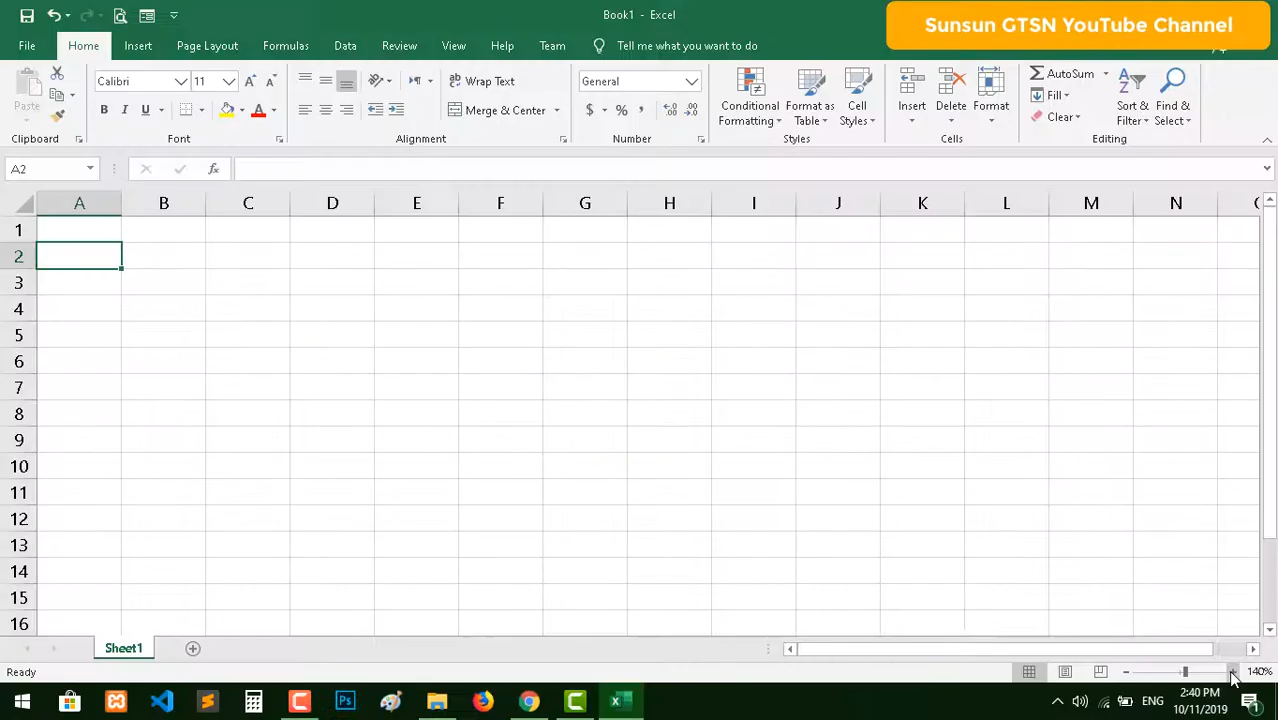 Book1 - Excel
Sunsun GTSN YouTube Channel
File Home Insert Page Layout Formulas Data Review View Help Team Tell me what you want to do
Paste
Calibri 11
B I U A
Wrap Text
Merge & Center
General
$ % ,
Conditional Formatting
Format as Table
Cell Styles
Insert Delete Format
AutoSum
Fill
Clear
Sort & Filter
Find & Select
Clipboard Font Alignment Number Styles Cells Editing
A2 fx
A B C D E F G H I J K L M N
1
2
3
4
5
6
7
8
9
10
11
12
13
14
15
16
Sheet1
Ready 140%
Ps ENG 2:40 PM
10/11/2019 1